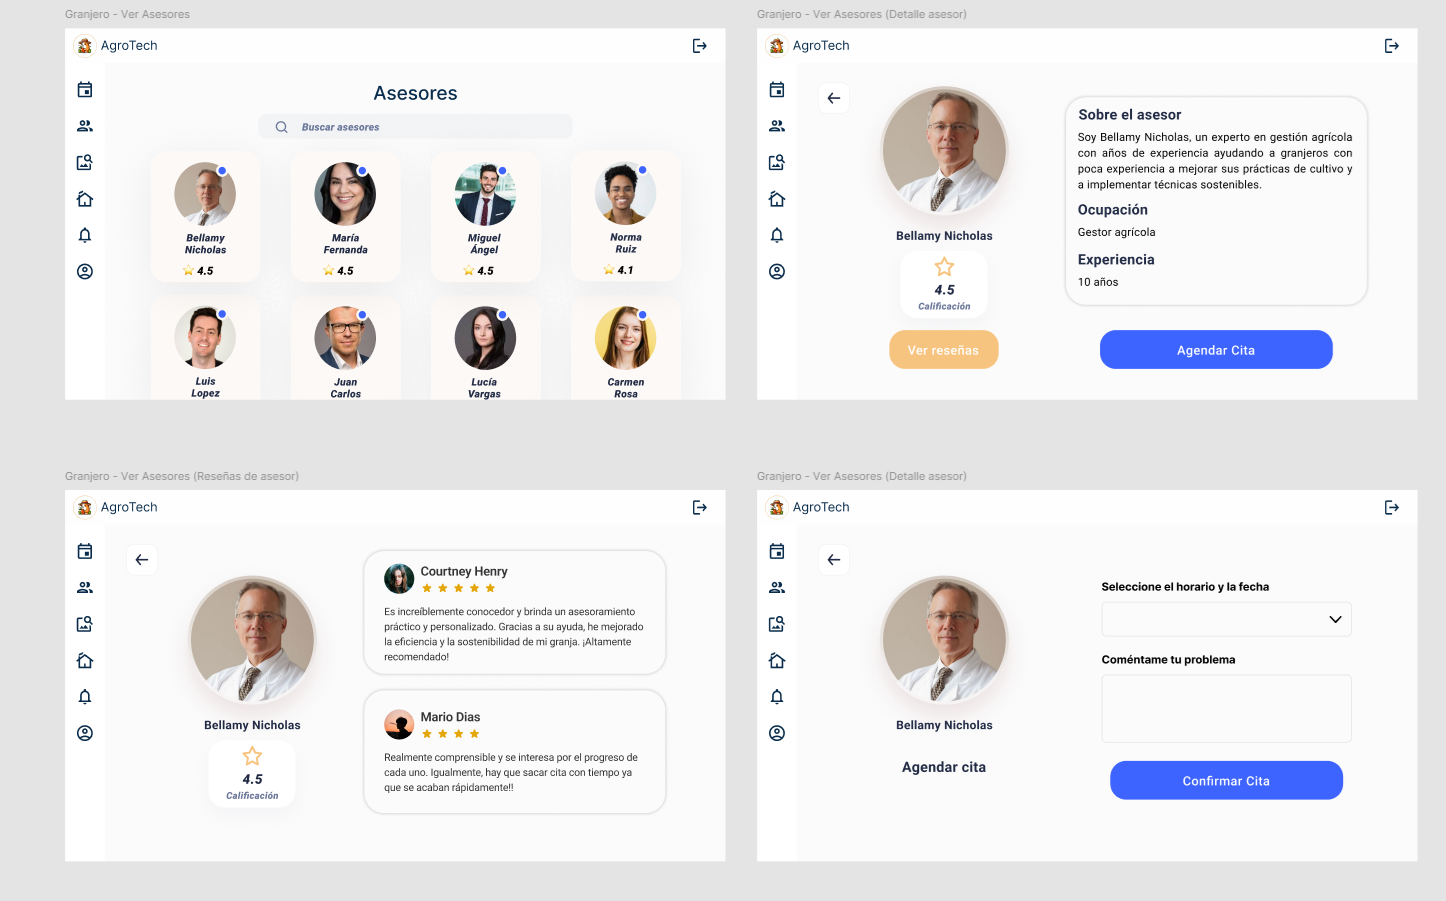 Granjero - Ver Asesores
AgroTech
Asesores
Buscar asesores
Bellamy
Nicholas
4.5
María
Fernanda
4.5
Miguel
Ángel
4.5
Norma
Ruiz
4.1
Luis
Lopez
Juan
Carlos
Lucía
Vargas
Carmen
Rosa
Granjero - Ver Asesores (Detalle asesor)
AgroTech
Bellamy Nicholas
4.5
Calificación
Ver reseñas
Sobre el asesor
Soy Bellamy Nicholas, un experto en gestión agrícola
con años de experiencia ayudando a granjeros con
poca experiencia a mejorar sus prácticas de cultivo y
a implementar técnicas sostenibles.
Ocupación
Gestor agrícola
Experiencia
10 años
Agendar Cita
Granjero - Ver Asesores (Reseñas de asesor)
AgroTech
Bellamy Nicholas
4.5
Calificación
Courtney Henry
Es increíblemente conocedor y brinda un asesoramiento
práctico y personalizado. Gracias a su ayuda, he mejorado
la eficiencia y la sostenibilidad de mi granja. ¡Altamente
recomendado!
Mario Dias
Realmente comprensible y se interesa por el progreso de
cada uno. Igualmente, hay que sacar cita con tiempo ya
que se acaban rápidamente!!
Granjero - Ver Asesores (Detalle asesor)
AgroTech
Bellamy Nicholas
Agendar cita
Seleccione el horario y la fecha
Coméntame tu problema
Confirmar Cita